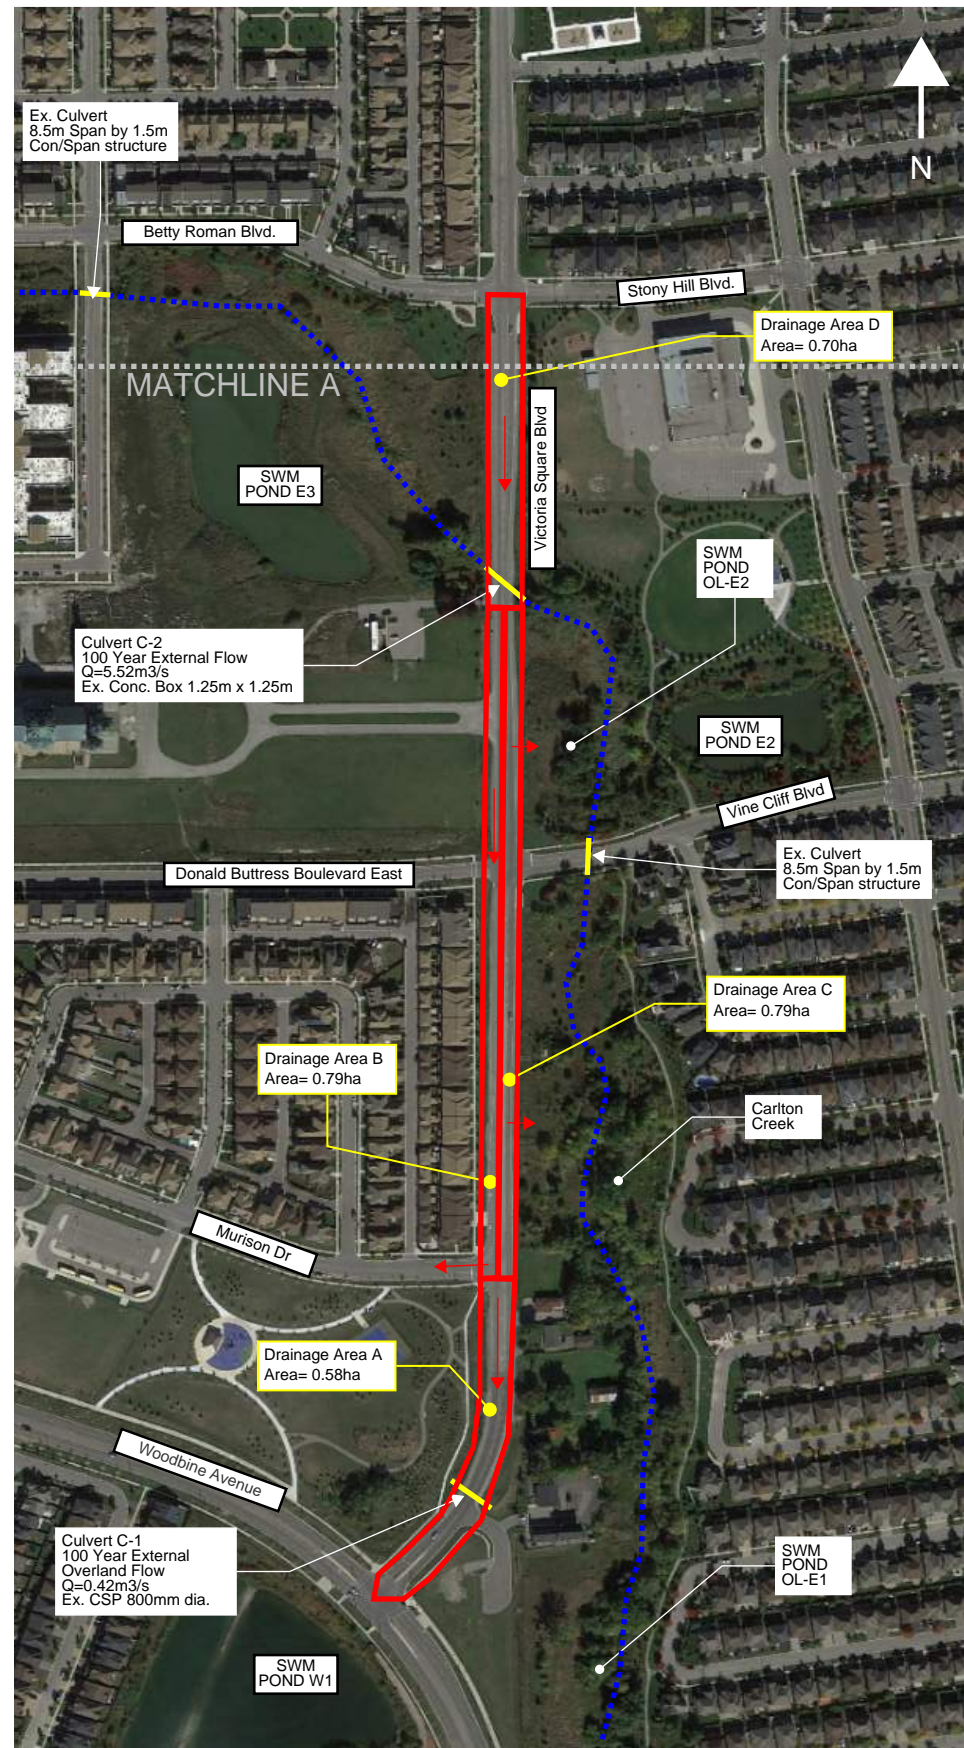 Ex. Culvert
8.5m Span by 1.5m
Con/Span structure
N
Betty Roman Blvd.
Stony Hill Blvd.
Drainage Area D
Area= 0.70ha
MATCHLINE A
Victoria Square Blvd
SWM
POND E3
SWM
POND
OL-E2
Culvert C-2
100 Year External Flow
Q=5.52m3/s
Ex. Conc. Box 1.25m x 1.25m
SWM
POND E2
Vine Cliff Blvd
Ex. Culvert
8.5m Span by 1.5m
Con/Span structure
Donald Buttress Boulevard East
Drainage Area C
Area= 0.79ha
Drainage Area B
Area= 0.79ha
Carlton
Creek
Murison Dr
Drainage Area A
Area= 0.58ha
Woodbine Avenue
Culvert C-1
100 Year External
Overland Flow
Q=0.42m3/s
Ex. CSP 800mm dia.
SWM
POND
OL-E1
SWM
POND W1